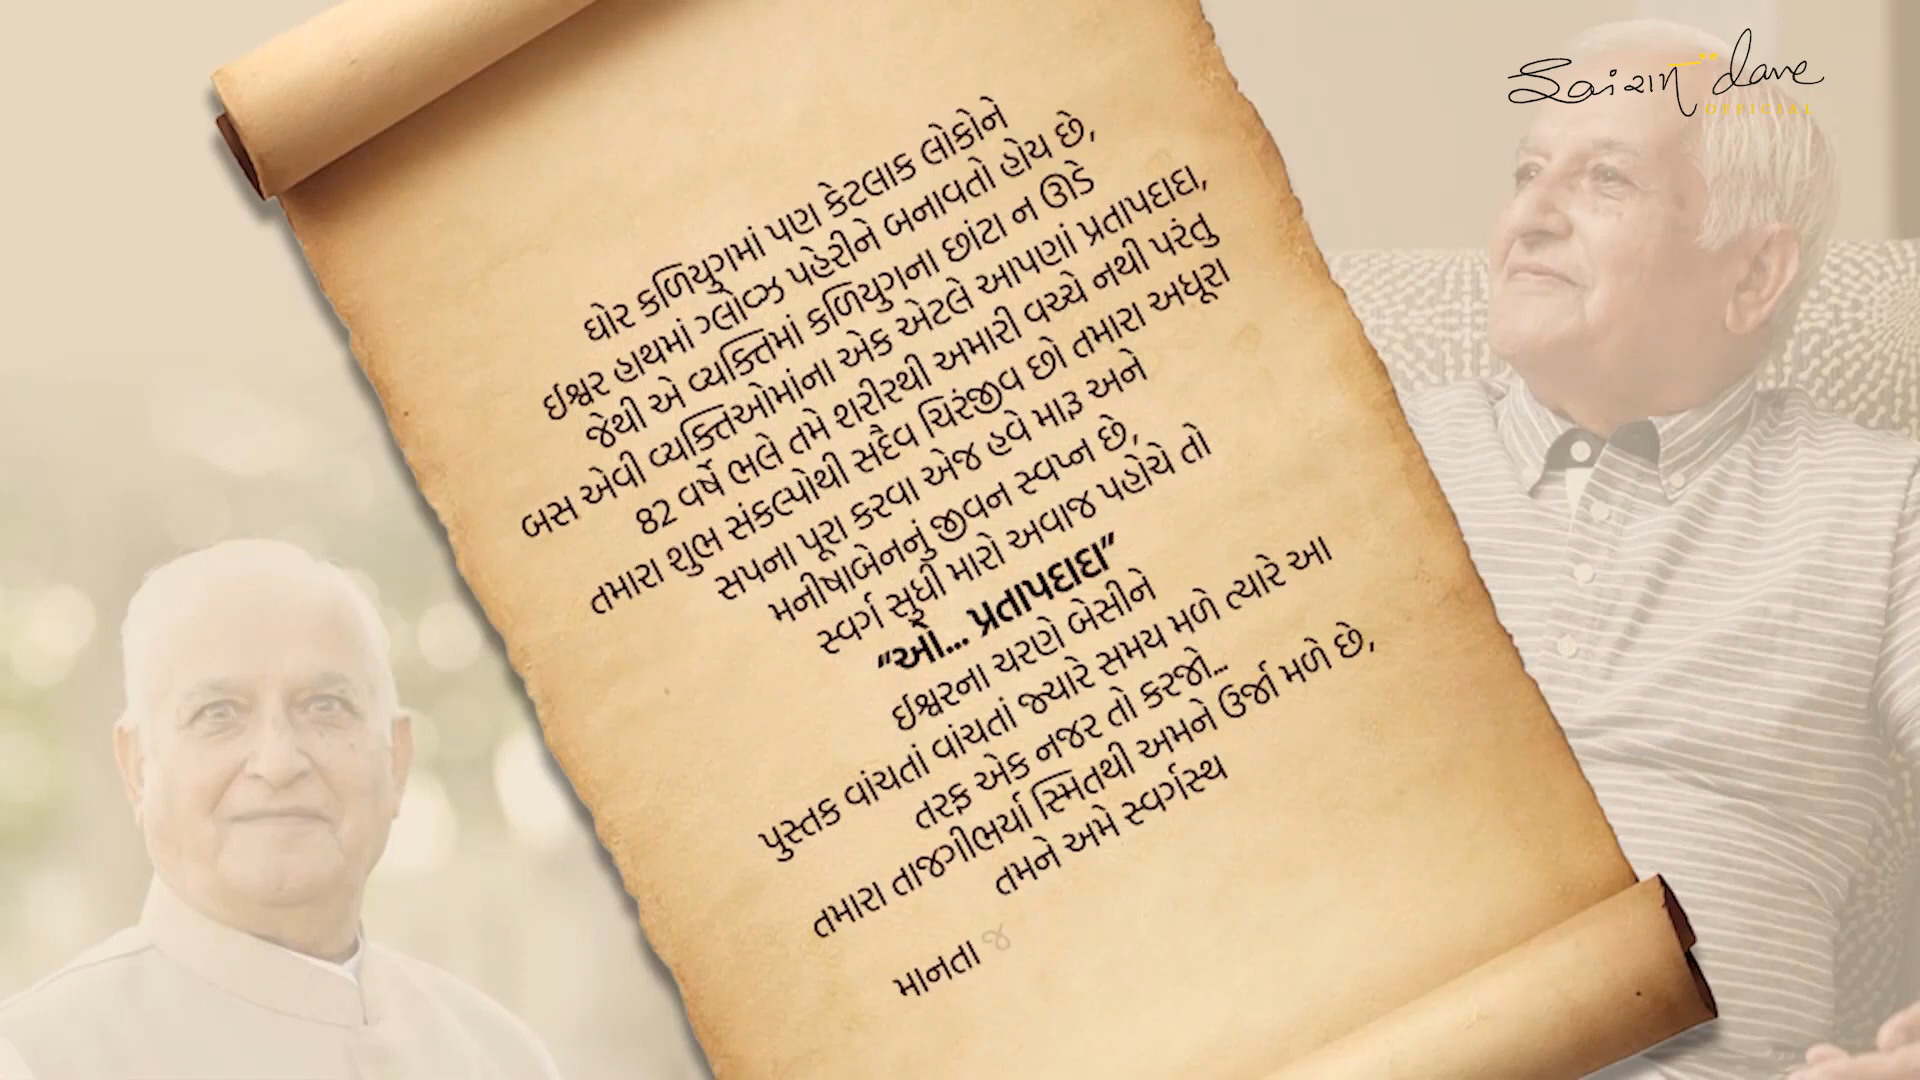 સાંઇરામ dave
OFFICIAL
ઘોર કળિયુગમાં પણ કેટલાક લોકોને
ઈશ્વર હાથમાં ગ્લોવ્ઝ પહેરીને બનાવતો હોય છે,
જેથી એ વ્યક્તિમાં કળિયુગના છાંટા ન ઊડે
બસ એવી વ્યક્તિઓમાંના એક એટલે આપણાં પ્રતાપદાદા,
82 વર્ષે ભલે તમે શરીરથી અમારી વચ્ચે નથી પરંતુ
તમારા શુભ સંકલ્પોથી સદૈવ ચિરંજીવ છો તમારા અધૂરા
સપના પૂરા કરવા એજ હવે મારૂ અને
મનીષાબેનનું જીવન સ્વપ્ન છે,
સ્વર્ગ સુધી મારો અવાજ પહોચે તો
“ઓ... પ્રતાપદાદા”
ઈશ્વરના ચરણે બેસીને
પુસ્તક વાંચતાં વાંચતાં જ્યારે સમય મળે ત્યારે આ
તરફ એક નજર તો કરજો...
તમારા તાજગીભર્યા સ્મિતથી અમને ઉર્જા મળે છે,
તમને અમે સ્વર્ગસ્થ
માનતા જ